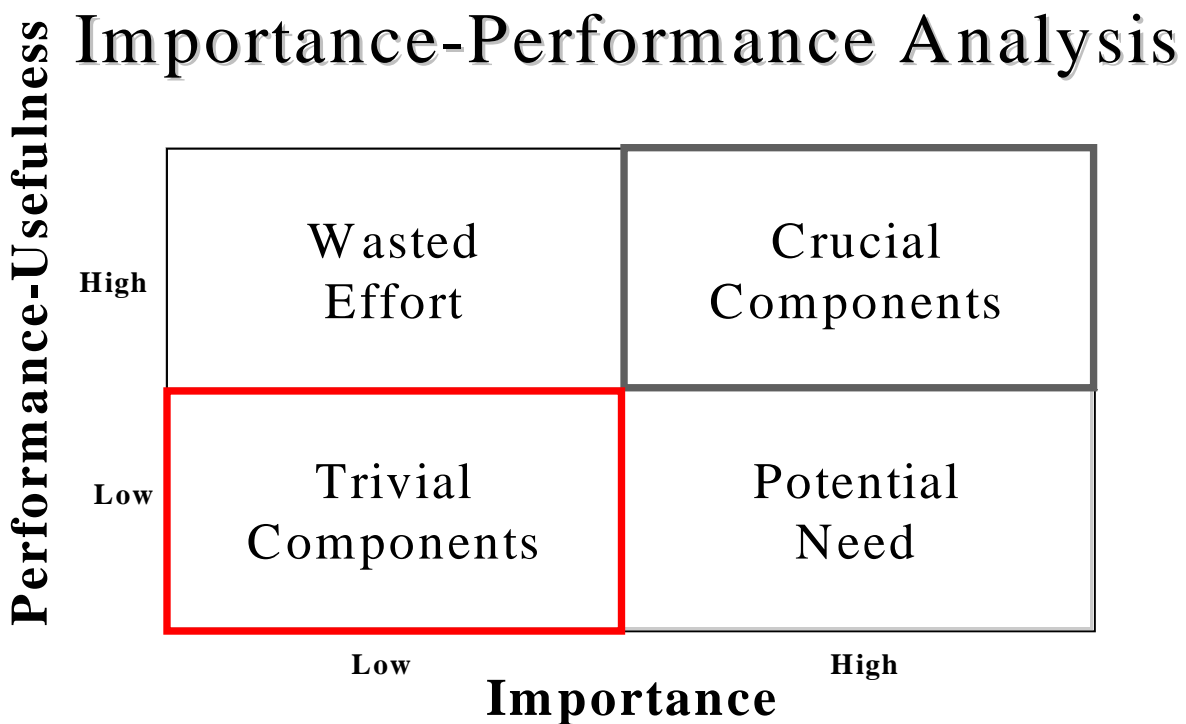 Importance-Performance Analysis
Performance-Usefulness
High
Wasted
Effort
Crucial
Components
Low
Trivial
Components
Potential
Need
Low
High
Importance